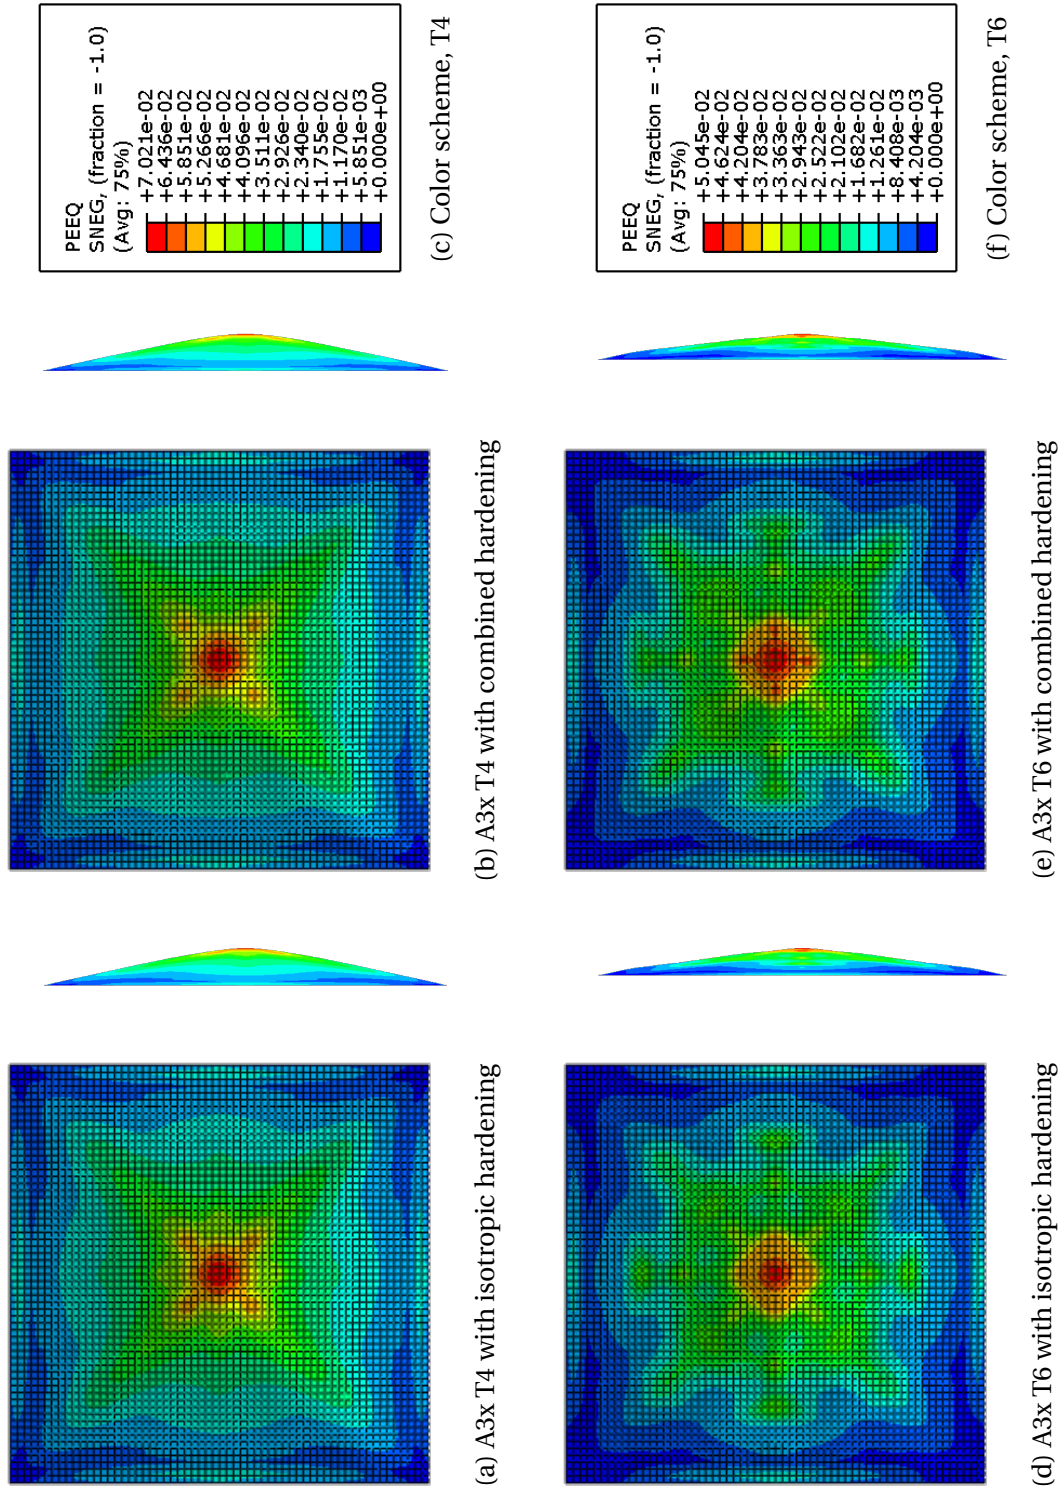 (a) A3x T4 with isotropic hardening
(b) A3x T4 with combined hardening
PEEQ
SNEG, (fraction = -1.0)
(Avg: 75%)
+7.021e-02
+6.436e-02
+5.851e-02
+5.266e-02
+4.681e-02
+4.096e-02
+3.511e-02
+2.926e-02
+2.340e-02
+1.755e-02
+1.170e-02
+5.851e-03
+0.000e+00
(c) Color scheme, T4
(d) A3x T6 with isotropic hardening
(e) A3x T6 with combined hardening
PEEQ
SNEG, (fraction = -1.0)
(Avg: 75%)
+5.045e-02
+4.624e-02
+4.204e-02
+3.783e-02
+3.363e-02
+2.943e-02
+2.522e-02
+2.102e-02
+1.682e-02
+1.261e-02
+8.408e-03
+4.204e-03
+0.000e+00
(f) Color scheme, T6